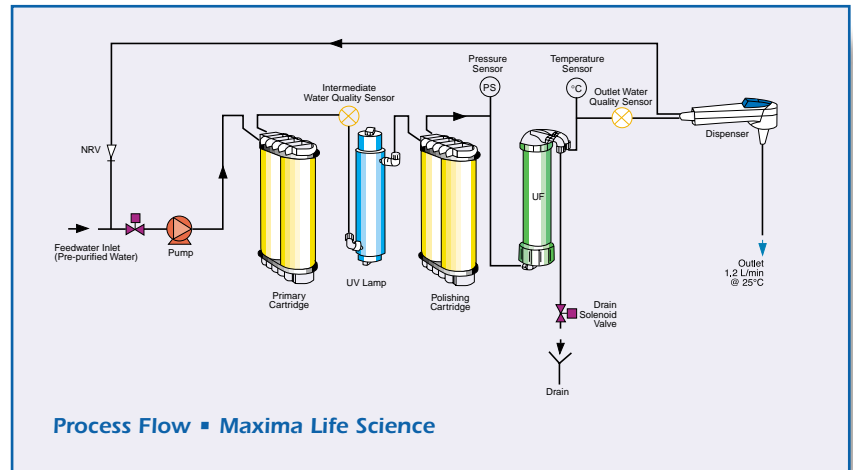 Pressure
Sensor
PS
Temperature
Sensor
°C
Intermediate
Water Quality Sensor
Outlet Water
Quality Sensor
Dispenser
NRV
UF
Feedwater Inlet
(Pre-purified Water)
Pump
Primary
Cartridge
UV Lamp
Polishing
Cartridge
Outlet
1,2 L/min
@ 25°C
Drain
Solenoid
Valve
Drain
Process Flow ▪ Maxima Life Science